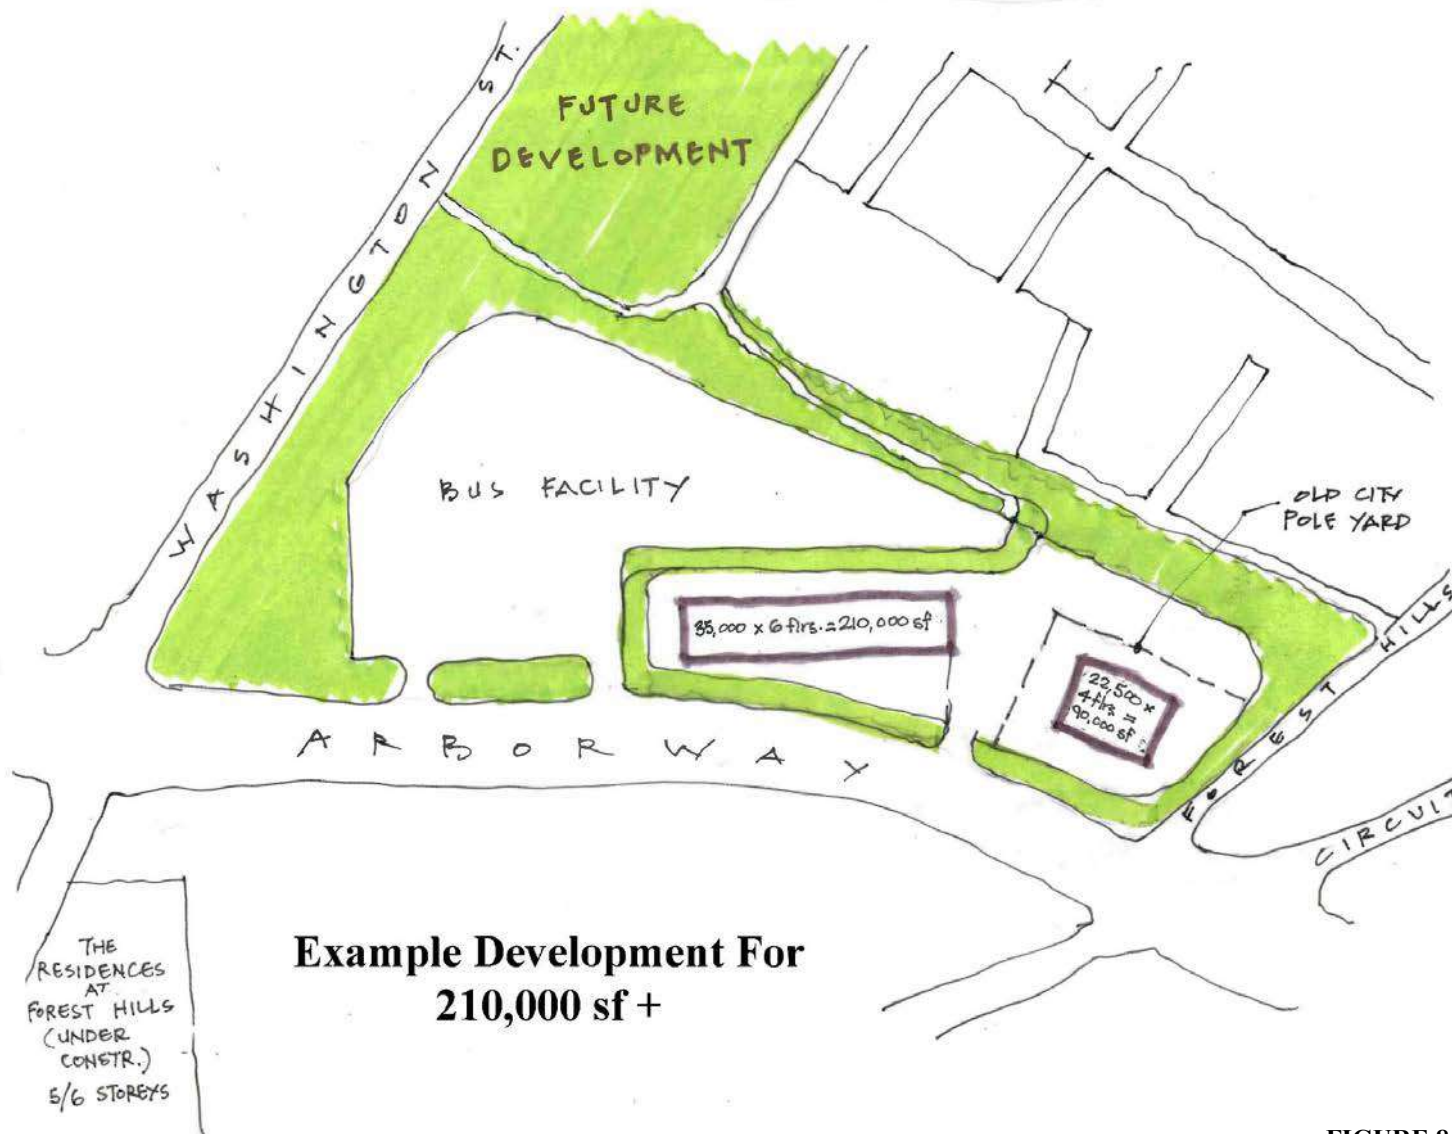 WASHINGTON ST.
FUTURE
DEVELOPMENT
BUS FACILITY
OLD CITY
POLE YARD
35,000 x 6 flrs. = 210,000 sf
22,500 x
4 flrs =
90,000 sf
FOREST HILLS
CIRCUIT
ARBORWAY
THE
RESIDENCES
AT
FOREST HILLS
(UNDER
CONSTR.)
5/6 STOREYS
Example Development For
210,000 sf +